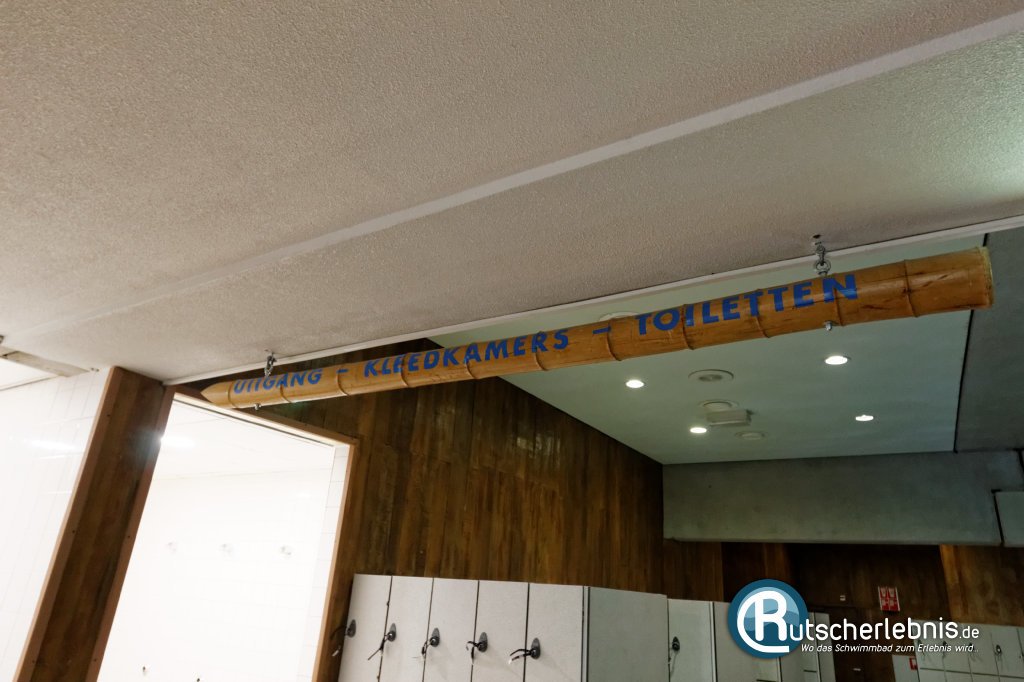 UITGANG - KLEEDKAMERS - TOILETTEN
Rutscherlebnis.de
Wo das Schwimmbad zum Erlebnis wird...